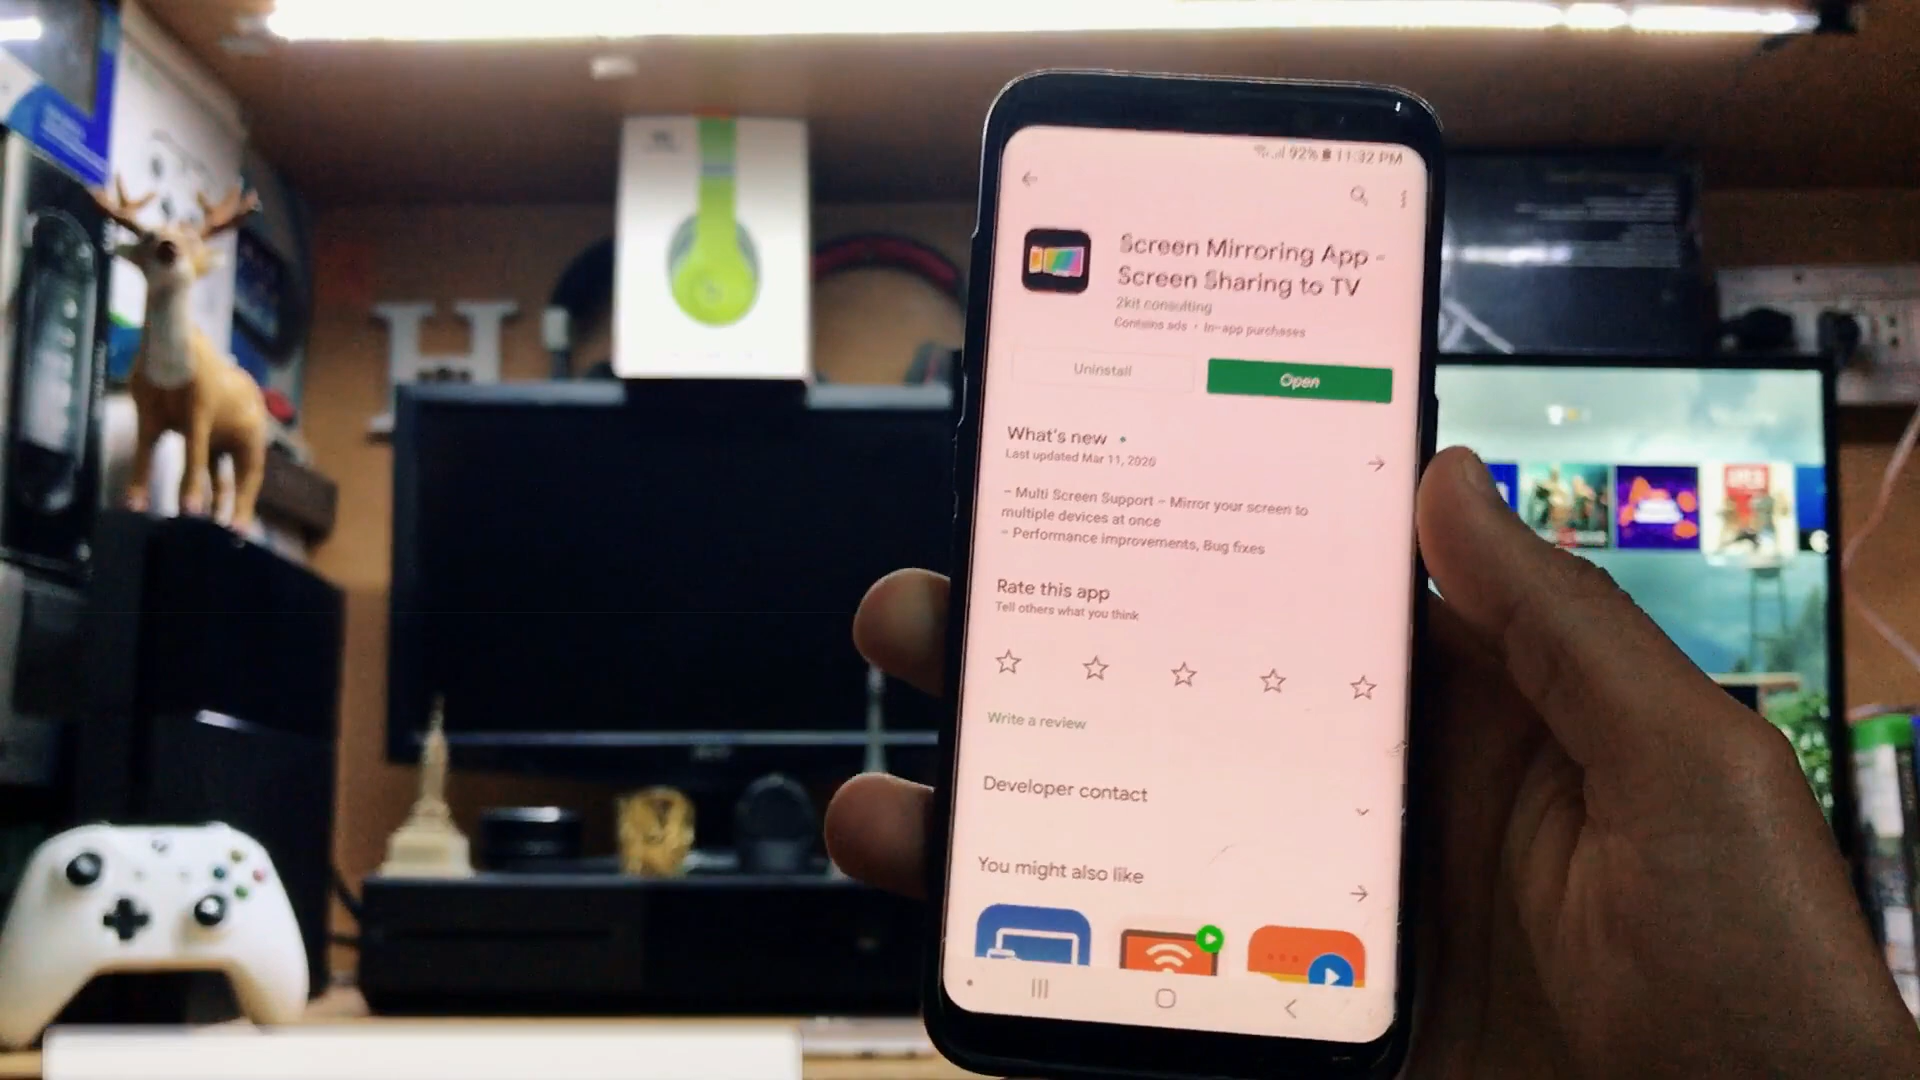 92% 11:32 PM
Screen Mirroring App -
Screen Sharing to TV
2kit consulting
Contains ads • In-app purchases
Uninstall
Open
What's new •
Last updated Mar 11, 2020
- Multi Screen Support - Mirror your screen to
multiple devices at once
- Performance improvements, Bug fixes
Rate this app
Tell others what you think
Write a review
Developer contact
You might also like
H